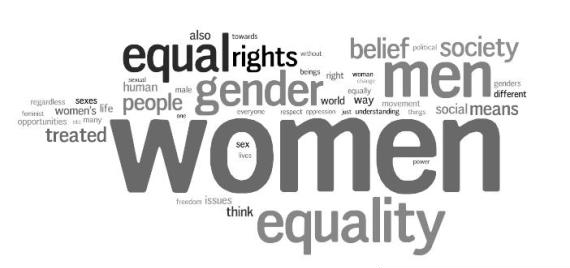 also towards
equal rights without belief political society
sexual beings right woman men
human male gender change genders
regardless sexes people equally different
feminist women's life world way movement social means
opportunities many one everyone respect oppression just understanding things
treated women
sex
lives
power
freedom issues
think equality